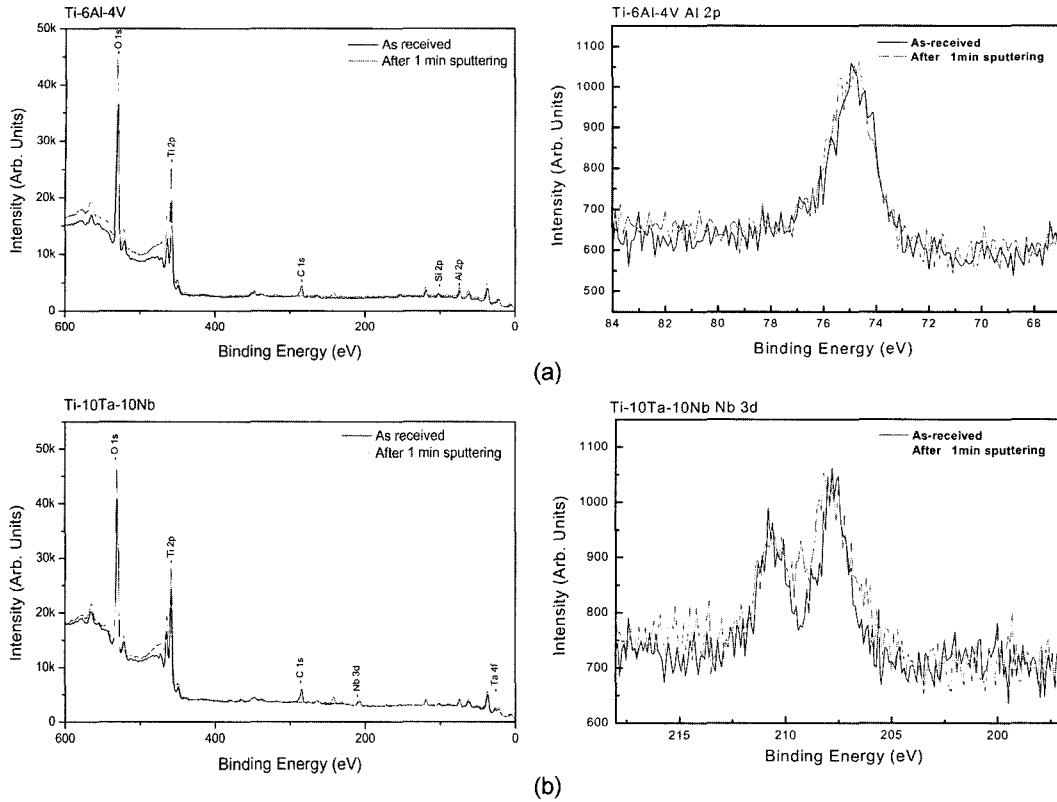 Ti-6Al-4V
As received
After 1 min sputtering
- O 1s
- Ti 2p
- C 1s
- Si 2p
- Al 2p
50k
40k
30k
20k
10k
0
600
400
200
0
Intensity (Arb. Units)
Binding Energy (eV)
Ti-6Al-4V Al 2p
As-received
After 1min sputtering
1100
1000
900
800
700
600
500
84
82
80
78
76
74
72
70
68
Intensity (Arb. Units)
Binding Energy (eV)
(a)
Ti-10Ta-10Nb
As received
After 1 min sputtering
- O 1s
- Ti 2p
- C 1s
- Nb 3d
- Ta 4f
50k
40k
30k
20k
10k
0
600
400
200
0
Intensity (Arb. Units)
Binding Energy (eV)
Ti-10Ta-10Nb Nb 3d
As-received
After 1min sputtering
1100
1000
900
800
700
600
215
210
205
200
Intensity (Arb. Units)
Binding Energy (eV)
(b)